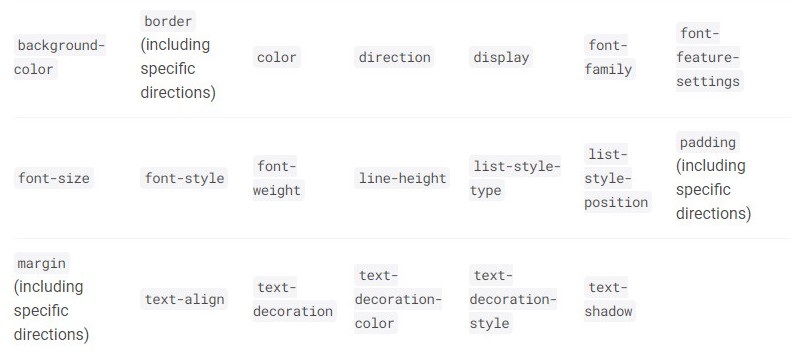 background-
color
border
(including
specific
directions)
color
direction
display
font-
family
font-
feature-
settings
font-size
font-style
font-
weight
line-height
list-style-
type
list-
style-
position
padding
(including
specific
directions)
margin
(including
specific
directions)
text-align
text-
decoration
text-
decoration-
color
text-
decoration-
style
text-
shadow